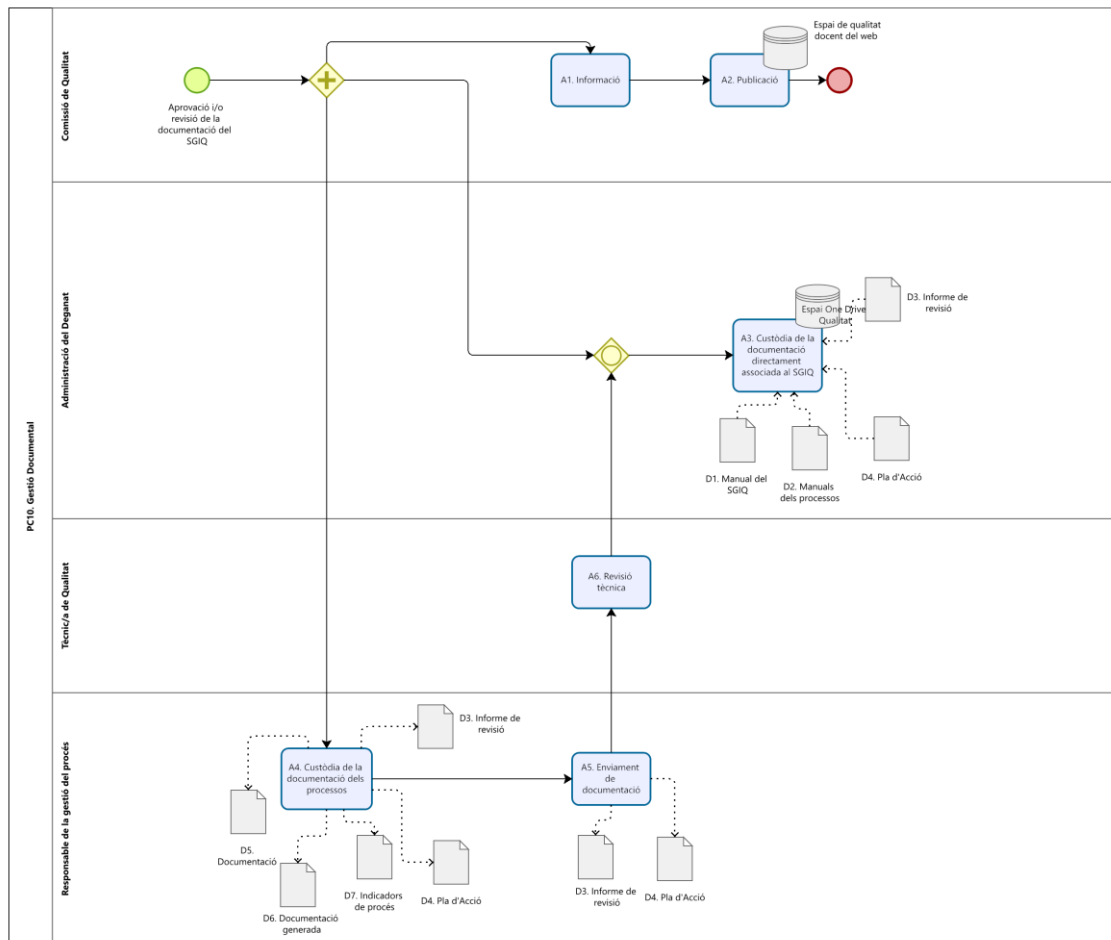 PC10. Gestió Documental
Comissió de Qualitat
Aprovació i/o
revisió de la
documentació del
SGIQ
A1. Informació
A2. Publicació
Espai de qualitat
docent del web
Administració del Deganat
Espai One Drive
Qualitat
A3. Custòdia de la
documentació
directament
associada al SGIQ
D3. Informe de
revisió
D1. Manual del
SGIQ
D2. Manuals
dels processos
D4. Pla d'Acció
Tècnic/a de Qualitat
A6. Revisió
tècnica
Responsable de la gestió del procés
D3. Informe de
revisió
A4. Custòdia de la
documentació dels
processos
A5. Enviament
de
documentació
D5.
Documentació
D6. Documentació
generada
D7. Indicadors
de procés
D4. Pla d'Acció
D3. Informe de
revisió
D4. Pla d'Acció